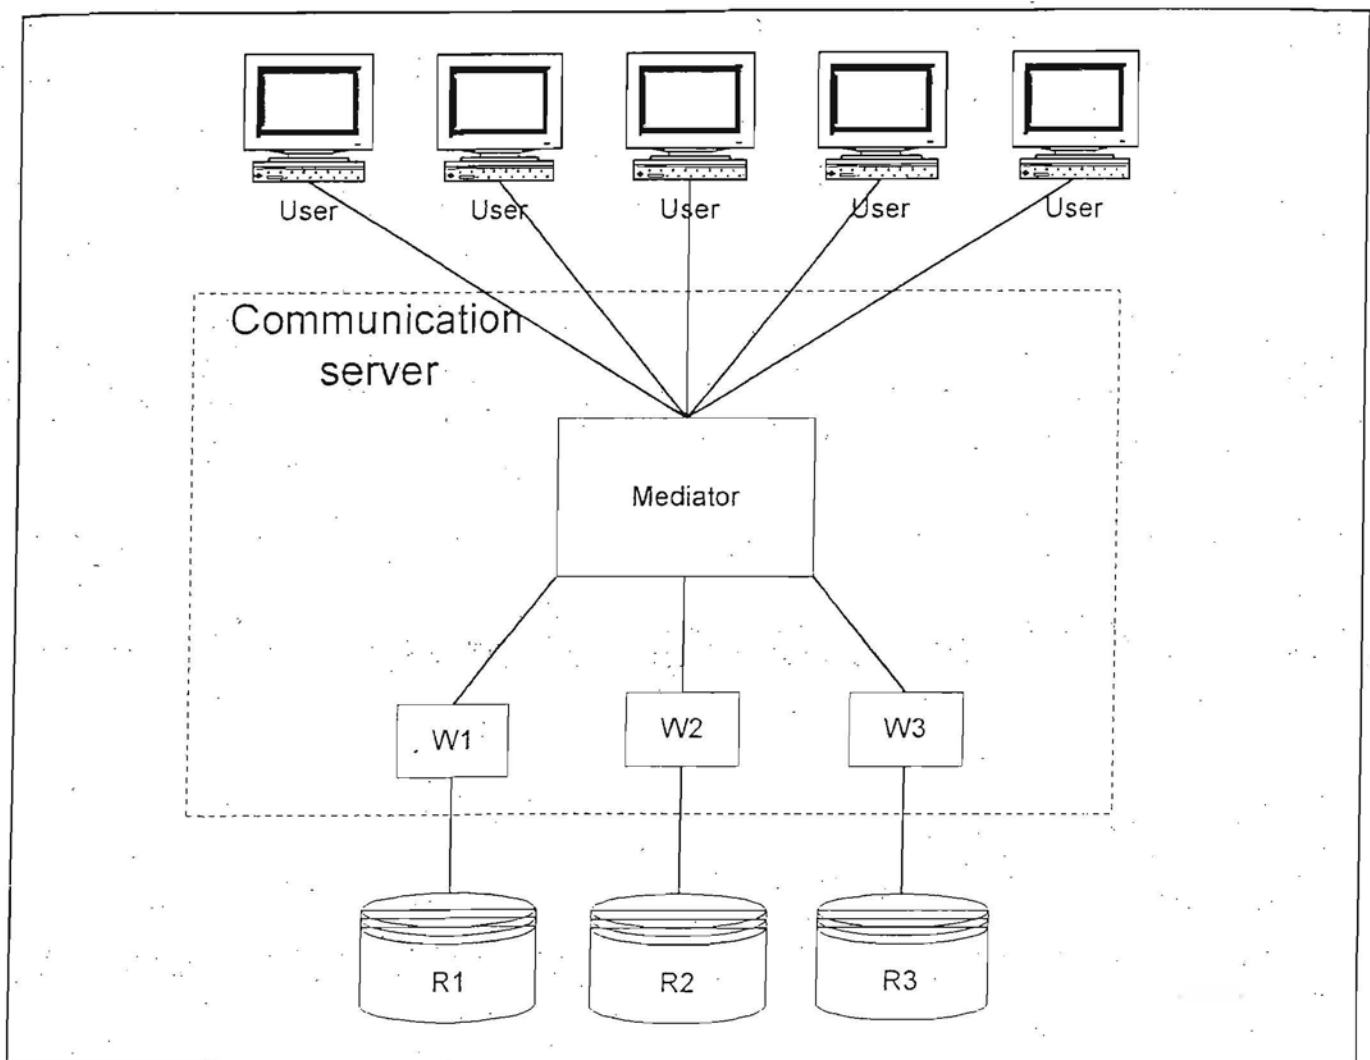 User
User
User
User
User
Communication
server
Mediator
W1
W2
W3
R1
R2
R3